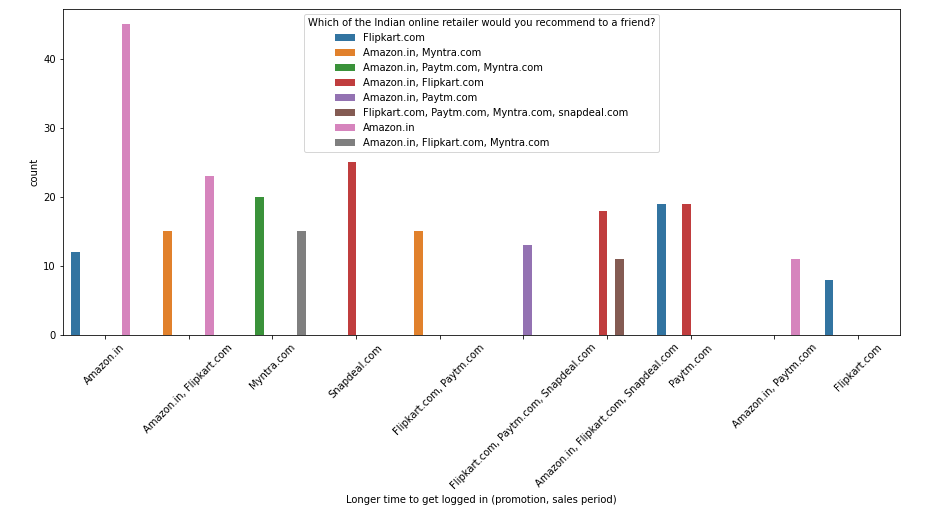 Which of the Indian online retailer would you recommend to a friend?
Flipkart.com
Amazon.in, Myntra.com
Amazon.in, Paytm.com, Myntra.com
Amazon.in, Flipkart.com
Amazon.in, Paytm.com
Flipkart.com, Paytm.com, Myntra.com, snapdeal.com
Amazon.in
Amazon.in, Flipkart.com, Myntra.com
count
40
30
20
10
0
Amazon.in
Amazon.in, Flipkart.com
Myntra.com
Snapdeal.com
Flipkart.com, Paytm.com
Flipkart.com, Paytm.com, Snapdeal.com
Amazon.in, Flipkart.com, Snapdeal.com
Paytm.com
Amazon.in, Paytm.com
Flipkart.com
Longer time to get logged in (promotion, sales period)